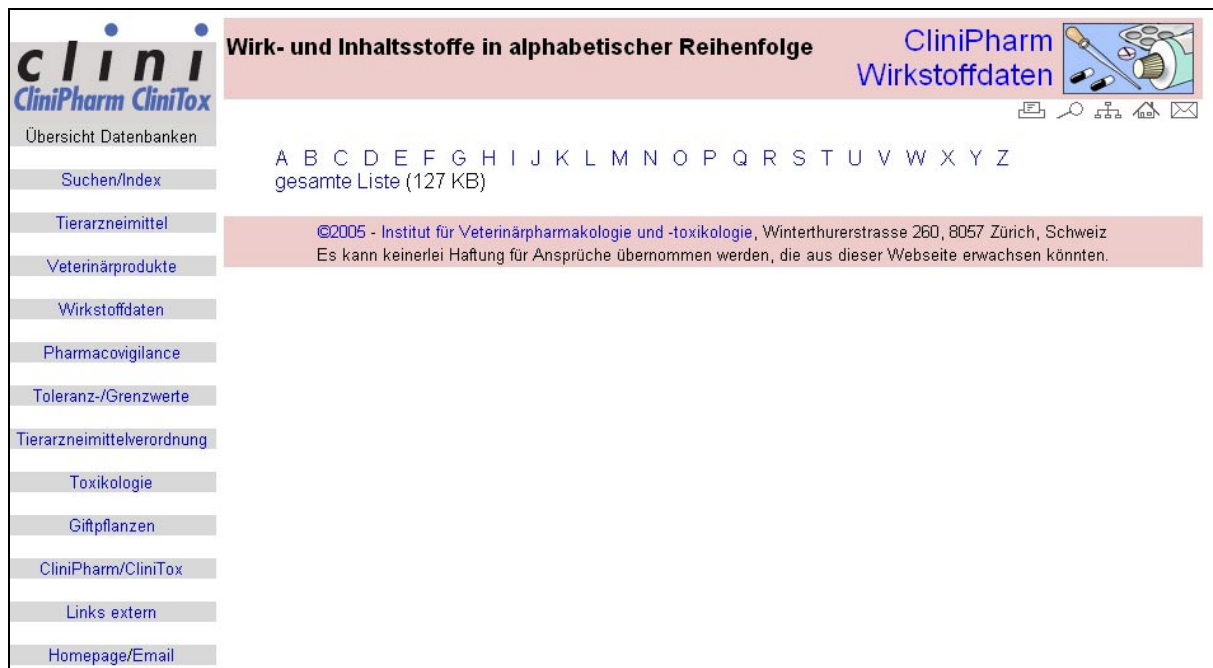 clini
CliniPharm CliniTox
Übersicht Datenbanken
Suchen/Index
Tierarzneimittel
Veterinärprodukte
Wirkstoffdaten
Pharmacovigilance
Toleranz-/Grenzwerte
Tierarzneimittelverordnung
Toxikologie
Giftpflanzen
CliniPharm/CliniTox
Links extern
Homepage/Email
Wirk- und Inhaltsstoffe in alphabetischer Reihenfolge
CliniPharm
Wirkstoffdaten
A B C D E F G H I J K L M N O P Q R S T U V W X Y Z
gesamte Liste (127 KB)
©2005 - Institut für Veterinärpharmakologie und -toxikologie, Winterthurerstrasse 260, 8057 Zürich, Schweiz
Es kann keinerlei Haftung für Ansprüche übernommen werden, die aus dieser Webseite erwachsen könnten.